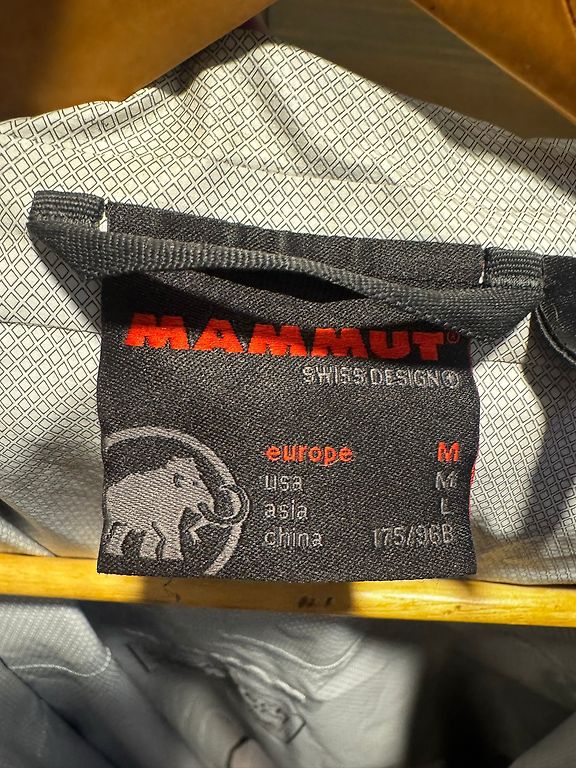 MAMMUT®
SWISS DESIGN
europe M
usa M
asia L
china 175/96B